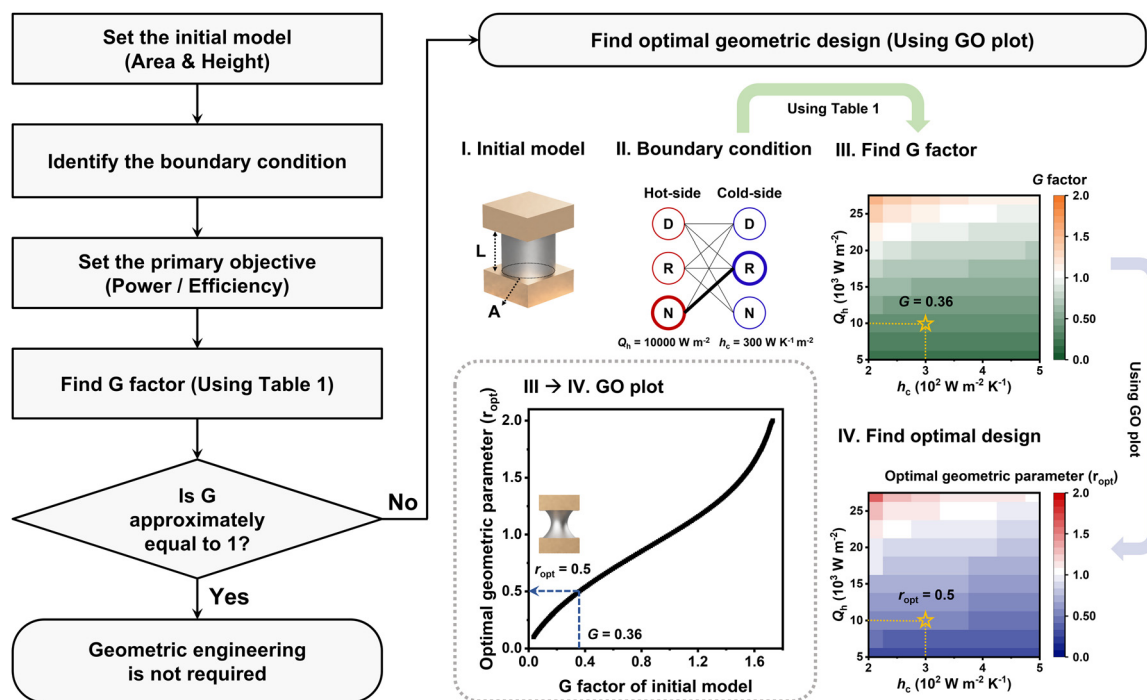 Set the initial model
(Area & Height)
Identify the boundary condition
Set the primary objective
(Power / Efficiency)
Find G factor (Using Table 1)
Is G
approximately
equal to 1?
No
Yes
Geometric engineering
is not required
Find optimal geometric design (Using GO plot)
Using Table 1
I. Initial model
L
A
II. Boundary condition
Hot-side Cold-side
D D
R R
N N
Qh = 10000 W m-2 hc = 300 W K-1 m-2
III. Find G factor
G factor
Qh (10³ W m-2)
25
20
15
10
5
G = 0.36
2 3 4 5
hc (10² W m-2 K-1)
2.0
1.5
1.0
0.50
0.0
Using GO plot
III → IV. GO plot
Optimal geometric parameter (ropt)
2.0
1.5
1.0
0.5
0.0
ropt = 0.5
G = 0.36
0.0 0.4 0.8 1.2 1.6
G factor of initial model
IV. Find optimal design
Optimal geometric parameter (ropt)
Qh (10³ W m-2)
25
20
15
10
5
ropt = 0.5
2 3 4 5
hc (10² W m-2 K-1)
2.0
1.5
1.0
0.50
0.0